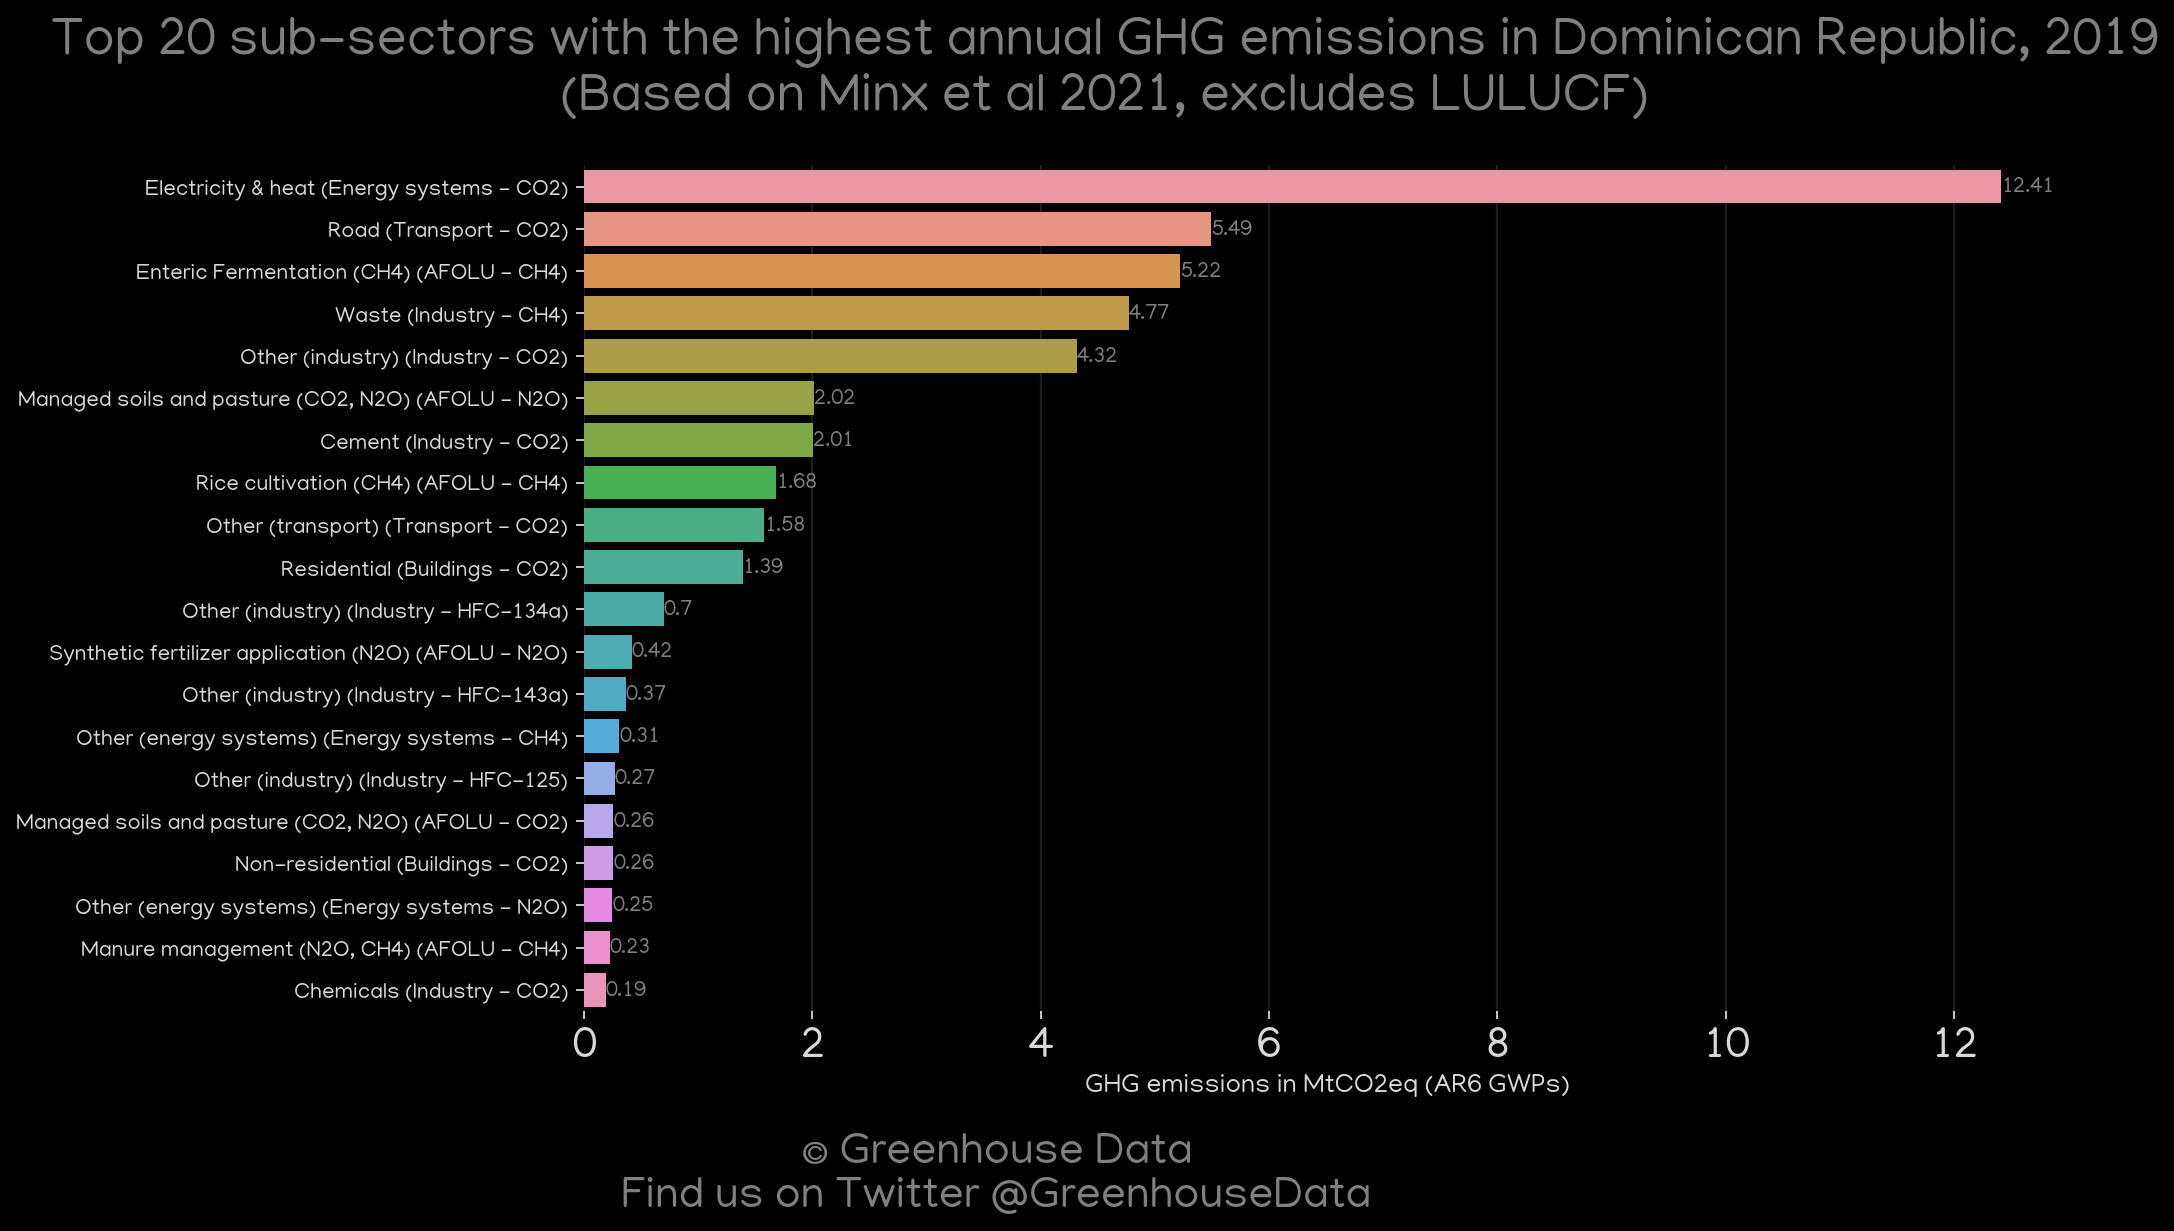 Top 20 sub-sectors with the highest annual GHG emissions in Dominican Republic, 2019
(Based on Minx et al 2021, excludes LULUCF)
Electricity & heat (Energy systems - CO2) 12.41
Road (Transport - CO2) 5.49
Enteric Fermentation (CH4) (AFOLU - CH4) 5.22
Waste (Industry - CH4) 4.77
Other (industry) (Industry - CO2) 4.32
Managed soils and pasture (CO2, N2O) (AFOLU - N2O) 2.02
Cement (Industry - CO2) 2.01
Rice cultivation (CH4) (AFOLU - CH4) 1.68
Other (transport) (Transport - CO2) 1.58
Residential (Buildings - CO2) 1.39
Other (industry) (Industry - HFC-134a) 0.7
Synthetic fertilizer application (N2O) (AFOLU - N2O) 0.42
Other (industry) (Industry - HFC-143a) 0.37
Other (energy systems) (Energy systems - CH4) 0.31
Other (industry) (Industry - HFC-125) 0.27
Managed soils and pasture (CO2, N2O) (AFOLU - CO2) 0.26
Non-residential (Buildings - CO2) 0.26
Other (energy systems) (Energy systems - N2O) 0.25
Manure management (N2O, CH4) (AFOLU - CH4) 0.23
Chemicals (Industry - CO2) 0.19
0 2 4 6 8 10 12
GHG emissions in MtCO2eq (AR6 GWPs)
© Greenhouse Data
Find us on Twitter @GreenhouseData